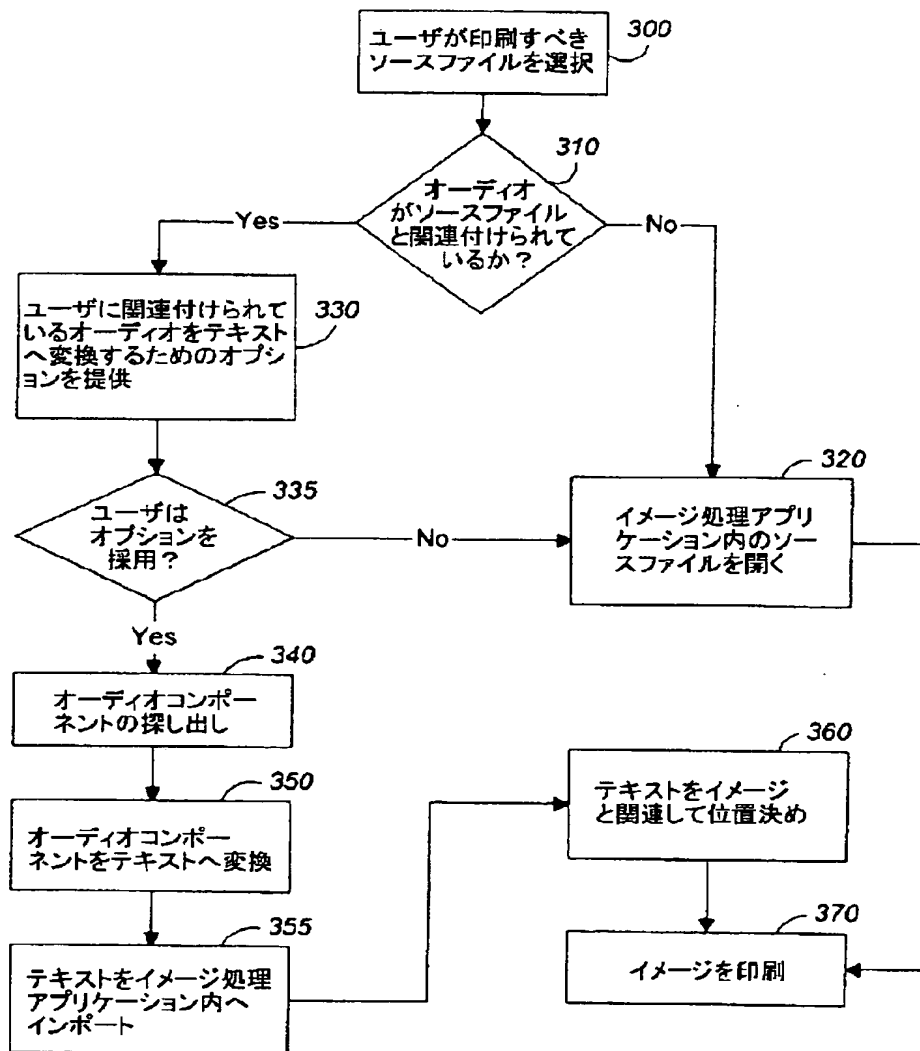 ユーザが印刷すべき
ソースファイルを選択
300
310
オーディオ
がソースファイル
と関連付けられて
いるか？
Yes
No
ユーザに関連付けられて
いるオーディオをテキスト
へ変換するためのオプショ
ンを提供
330
335
ユーザは
オプションを
採用？
No
320
イメージ処理アプリ
ケーション内のソー
スファイルを開く
Yes
340
オーディオコンポー
ネントの探し出し
350
オーディオコンポー
ネントをテキストへ変換
360
テキストをイメージ
と関連して位置決め
355
テキストをイメージ処理
アプリケーション内へ
インポート
370
イメージを印刷